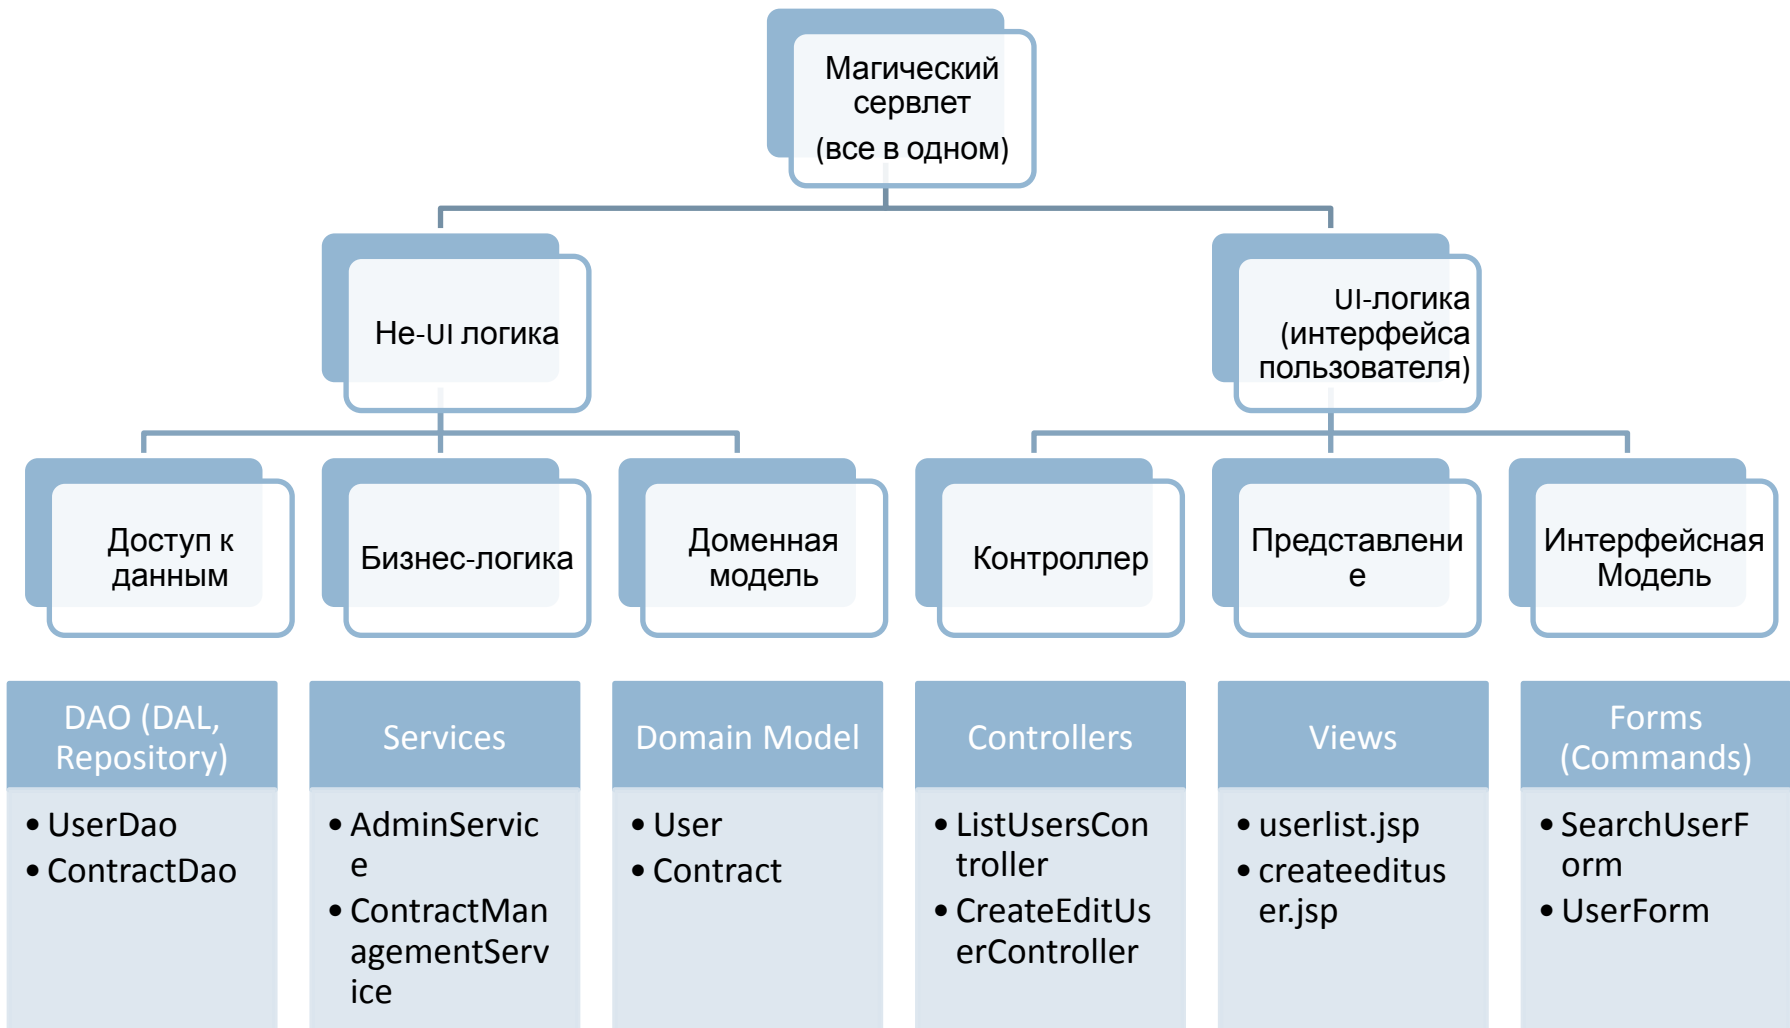 Магический
сервлет
(все в одном)
Не-UI логика
UI-логика
(интерфейса
пользователя)
Доступ к
данным
Бизнес-логика
Доменная
модель
Контроллер
Представлени
е
Интерфейсная
Модель
DAO (DAL,
Repository)
• UserDao
• ContractDao
Services
• AdminServic
e
• ContractMan
agementServ
ice
Domain Model
• User
• Contract
Controllers
• ListUsersCon
troller
• CreateEditUs
erController
Views
• userlist.jsp
• createeditus
er.jsp
Forms
(Commands)
• SearchUserF
orm
• UserForm